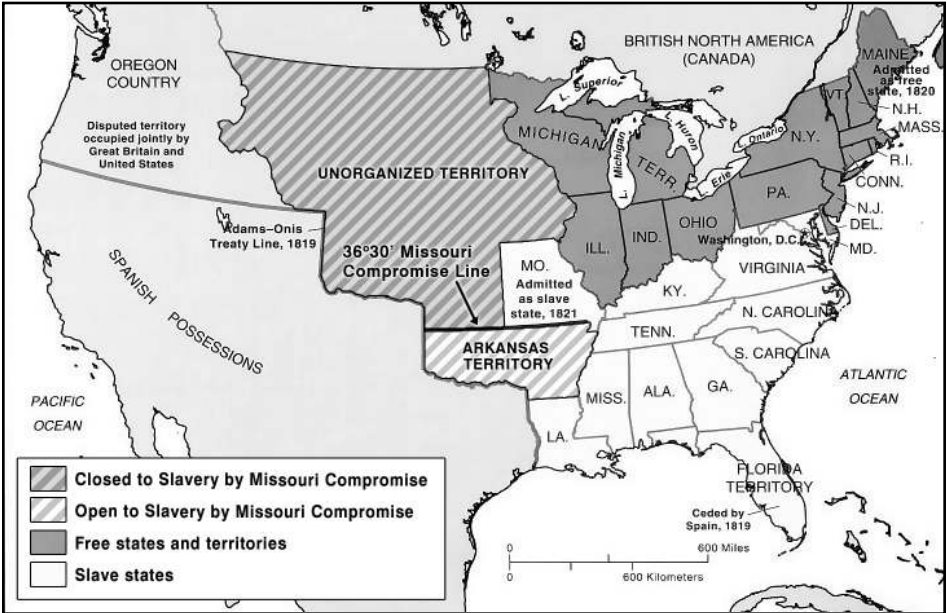 OREGON
COUNTRY
Disputed territory
occupied jointly by
Great Britain and
United States
BRITISH NORTH AMERICA
(CANADA)
MAINE
Admitted
as free
state, 1820
VT.
N.H.
MASS.
L. Superior
MICHIGAN
TERR.
L. Michigan
L. Huron
L. Ontario
L. Erie
N.Y.
R.I.
CONN.
UNORGANIZED TERRITORY
PA.
N.J.
DEL.
MD.
Adams–Onis
Treaty Line, 1819
36º30' Missouri
Compromise Line
ILL.
IND.
OHIO
Washington, D.C.
MO.
Admitted
as slave
state, 1821
KY.
VIRGINIA
SPANISH
POSSESSIONS
TENN.
N. CAROLINA
ARKANSAS
TERRITORY
S. CAROLINA
MISS.
ALA.
GA.
LA.
PACIFIC
OCEAN
ATLANTIC
OCEAN
FLORIDA
TERRITORY
Ceded by
Spain, 1819
Closed to Slavery by Missouri Compromise
Open to Slavery by Missouri Compromise
Free states and territories
Slave states
0
600 Miles
0
600 Kilometers